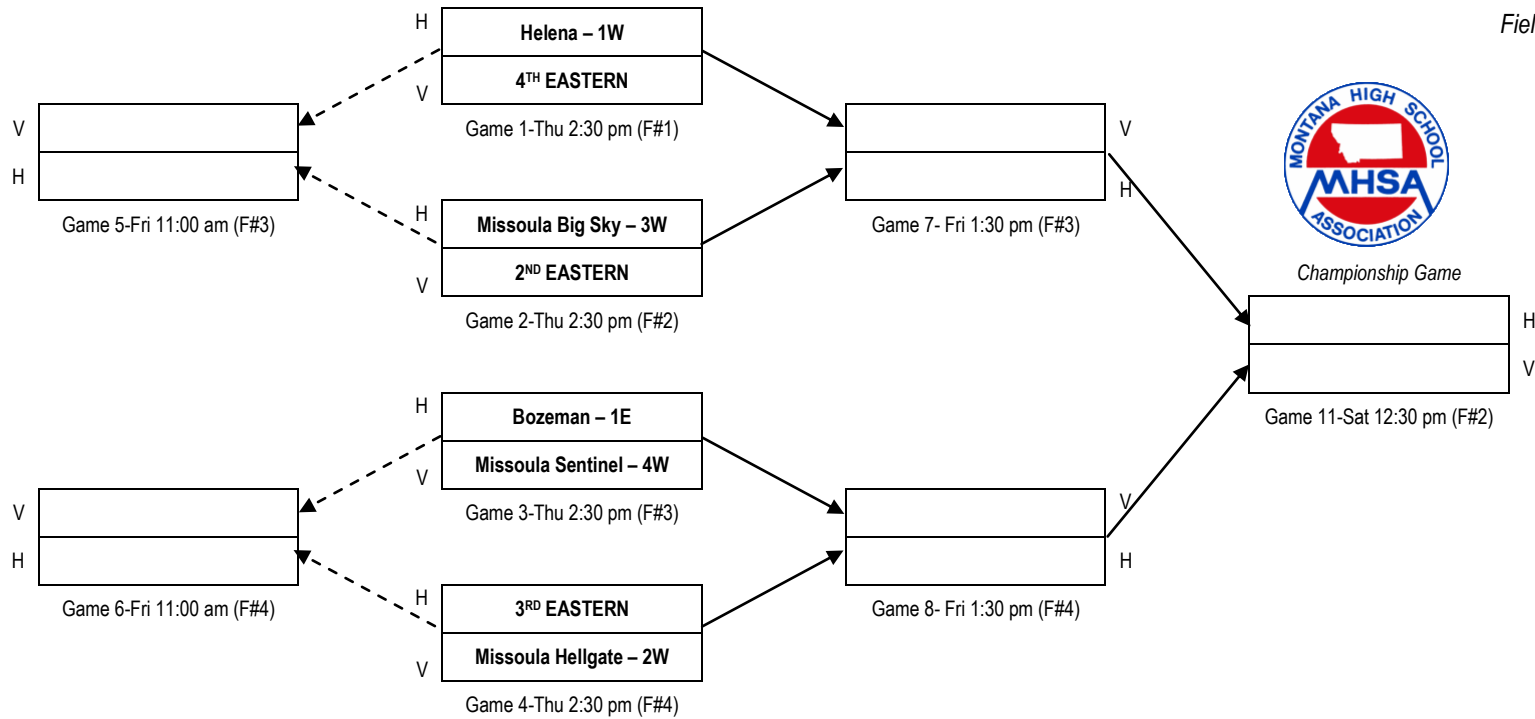 Fiel
H
Helena – 1W
4TH EASTERN
V
Game 1-Thu 2:30 pm (F#1)
V
H
Game 5-Fri 11:00 am (F#3)
H
Missoula Big Sky – 3W
2ND EASTERN
V
Game 2-Thu 2:30 pm (F#2)
V
H
Game 7- Fri 1:30 pm (F#3)
MONTANA HIGH SCHOOL
MHSA
ASSOCIATION
Championship Game
H
V
Game 11-Sat 12:30 pm (F#2)
H
Bozeman – 1E
Missoula Sentinel – 4W
V
Game 3-Thu 2:30 pm (F#3)
V
H
Game 6-Fri 11:00 am (F#4)
H
3RD EASTERN
Missoula Hellgate – 2W
V
Game 4-Thu 2:30 pm (F#4)
V
H
Game 8- Fri 1:30 pm (F#4)